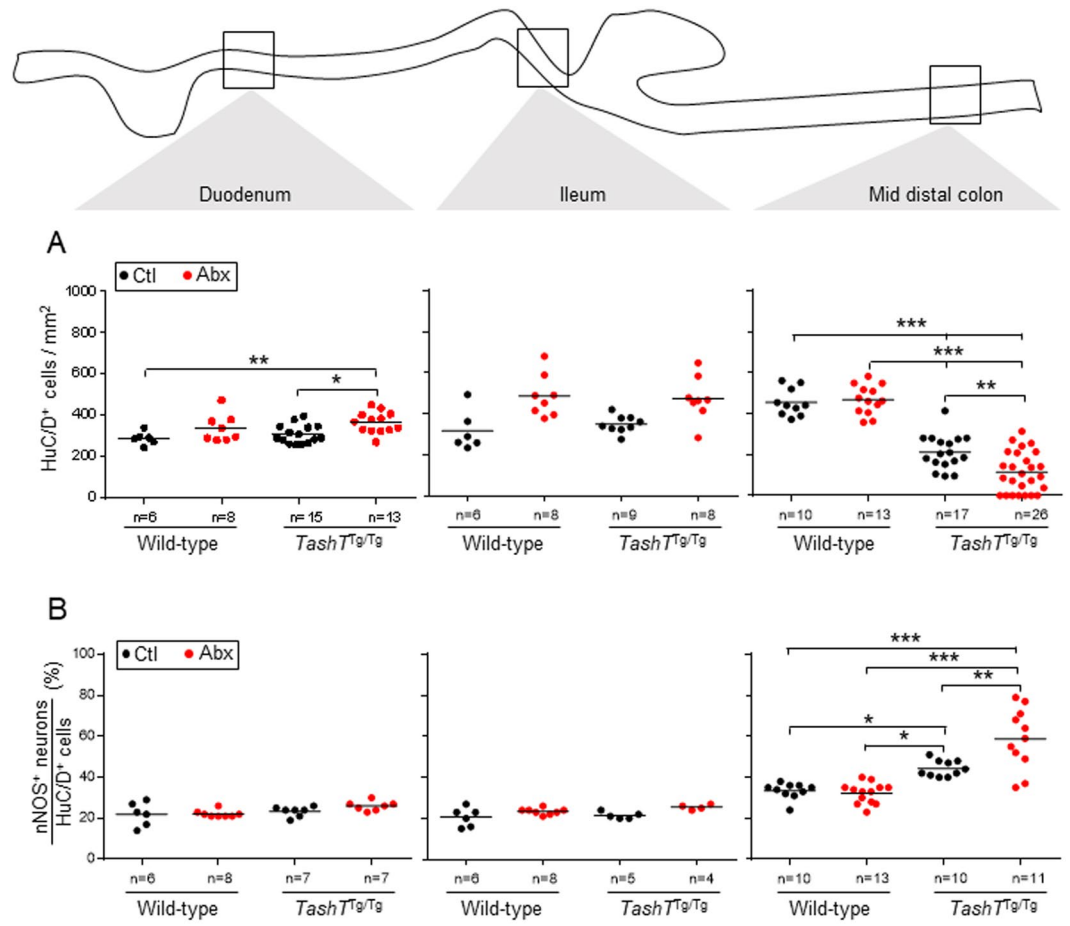 Duodenum Ileum Mid distal colon
A
Ctl Abx
HuC/D⁺ cells / mm²
1000
800
600
400
200
0
** *
*** *** **
n=6 n=8 n=15 n=13 n=6 n=8 n=9 n=8 n=10 n=13 n=17 n=26
Wild-type TashT^Tg/Tg Wild-type TashT^Tg/Tg Wild-type TashT^Tg/Tg
B
Ctl Abx
nNOS⁺ neurons
HuC/D⁺ cells
(%)
100
80
60
40
20
0
*** *** ** * *
n=6 n=8 n=7 n=7 n=6 n=8 n=5 n=4 n=10 n=13 n=10 n=11
Wild-type TashT^Tg/Tg Wild-type TashT^Tg/Tg Wild-type TashT^Tg/Tg